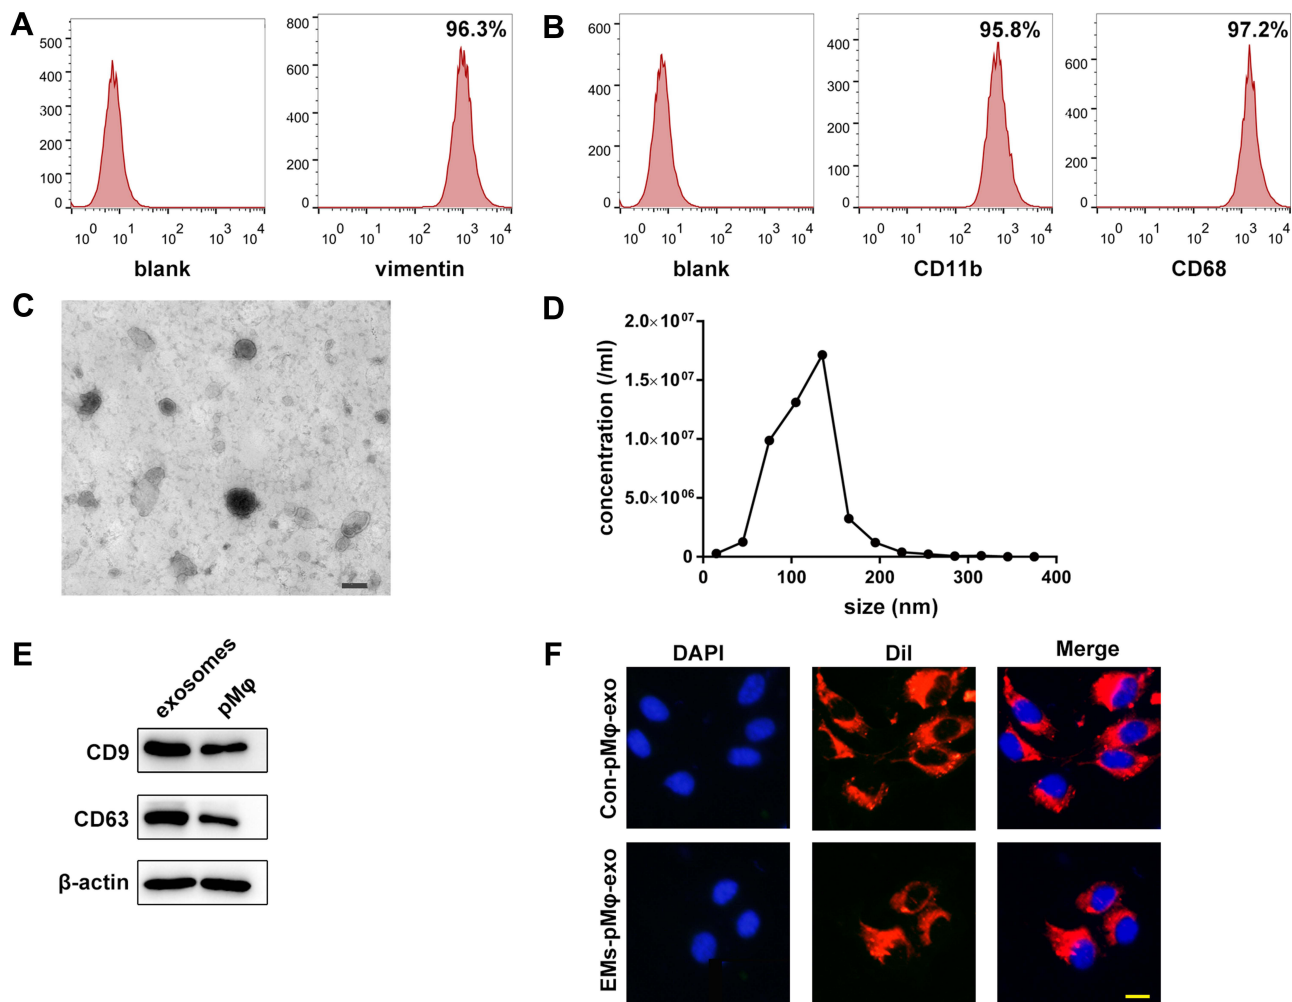 A
500
400
300
200
100
0
10^0 10^1 10^2 10^3 10^4
blank
96.3%
800
600
400
200
0
10^0 10^1 10^2 10^3 10^4
vimentin
B
600
400
200
0
10^0 10^1 10^2 10^3 10^4
blank
95.8%
400
300
200
100
0
10^0 10^1 10^2 10^3 10^4
CD11b
97.2%
600
400
200
0
10^0 10^1 10^2 10^3 10^4
CD68
C
D
concentration (/ml)
2.0×10^07
1.5×10^07
1.0×10^07
5.0×10^06
0
0 100 200 300 400
size (nm)
E
exosomes pMφ
CD9
CD63
β-actin
F
DAPI DiI Merge
Con-pMφ-exo
EMs-pMφ-exo